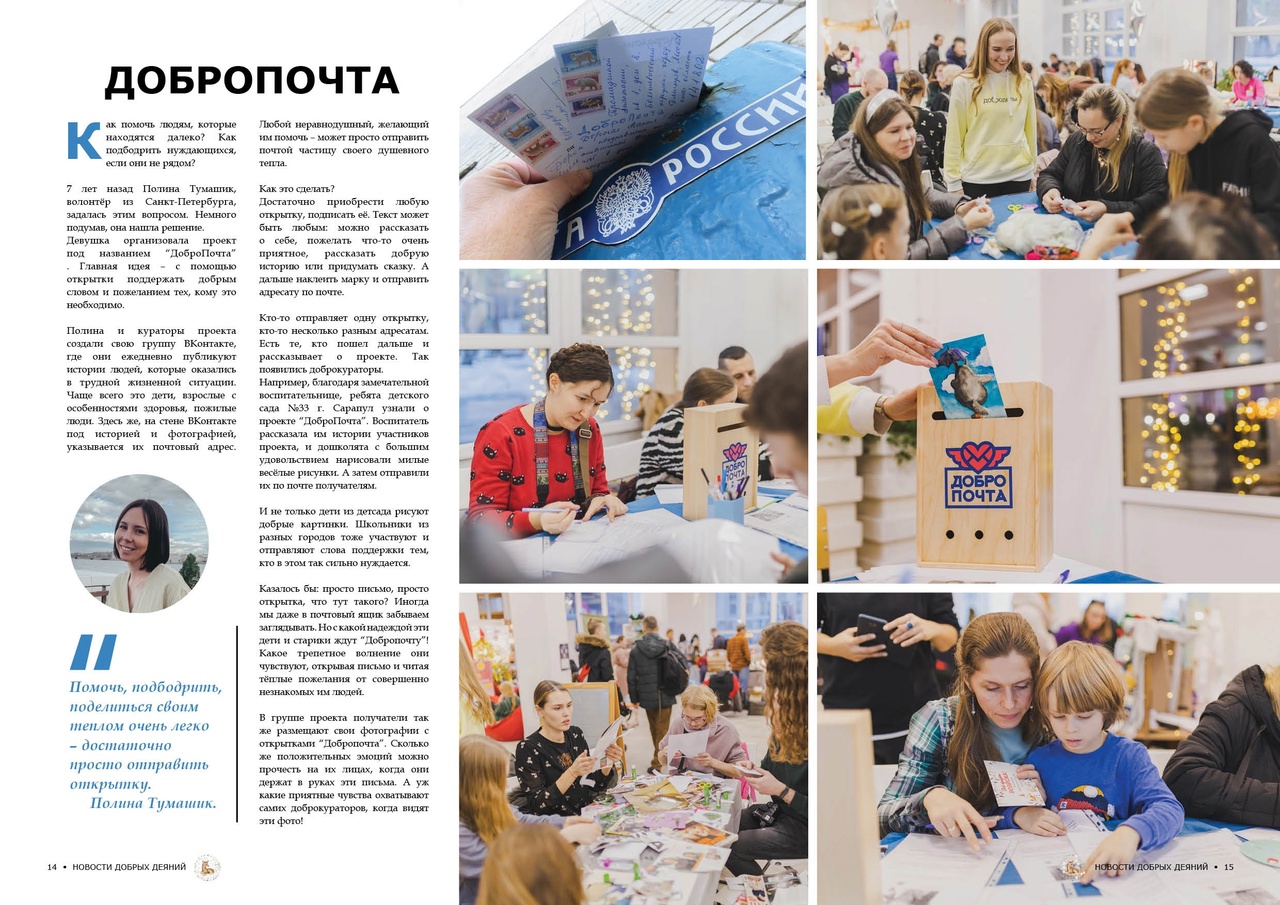 ДОБРОПОЧТА
Как помочь людям, которые
находятся далеко? Как
подбодрить нуждающихся,
если они не рядом?
7 лет назад Полина Тумашик,
волонтёр из Санкт-Петербурга,
задалась этим вопросом. Немного
подумав, она нашла решение.
Девушка организовала проект
под названием “ДоброПочта”
. Главная идея – с помощью
открытки поддержать добрым
словом и пожеланием тех, кому это
необходимо.
Полина и кураторы проекта
создали свою группу ВКонтакте,
где они ежедневно публикуют
истории людей, которые оказались
в трудной жизненной ситуации.
Чаще всего это дети, взрослые с
особенностями здоровья, пожилые
люди. Здесь же, на стене ВКонтакте
под историей и фотографией,
указывается их почтовый адрес.
Помочь, подбодрить,
поделиться своим
теплом очень легко
– достаточно
просто отправить
открытку.
Полина Тумашик.
Любой неравнодушный, желающий
им помочь – может просто отправить
почтой частицу своего душевного
тепла.
Как это сделать?
Достаточно приобрести любую
открытку, подписать её. Текст может
быть любым: можно рассказать
о себе, пожелать что-то очень
приятное, рассказать добрую
историю или придумать сказку. А
дальше наклеить марку и отправить
адресату по почте.
Кто-то отправляет одну открытку,
кто-то несколько разным адресатам.
Есть те, кто пошел дальше и
рассказывает о проекте. Так
появились доброкураторы.
Например, благодаря замечательной
воспитательнице, ребята детского
сада №33 г. Сарапул узнали о
проекте “ДоброПочта”. Воспитатель
рассказала им истории участников
проекта, и дошколята с большим
удовольствием нарисовали милые
весёлые рисунки. А затем отправили
их по почте получателям.
И не только дети из детсада рисуют
добрые картинки. Школьники из
разных городов тоже участвуют и
отправляют слова поддержки тем,
кто в этом так сильно нуждается.
Казалось бы: просто письмо, просто
открытка, что тут такого? Иногда
мы даже в почтовый ящик забываем
заглядывать. Но с какой надеждой эти
дети и старики ждут “Добропочту”!
Какое трепетное волнение они
чувствуют, открывая письмо и читая
тёплые пожелания от совершенно
незнакомых им людей.
В группе проекта получатели так
же размещают свои фотографии с
открытками “Добропочта”. Сколько
же положительных эмоций можно
прочесть на их лицах, когда они
держат в руках эти письма. А уж
какие приятные чувства охватывают
самих доброкураторов, когда видят
эти фото!
14 • НОВОСТИ ДОБРЫХ ДЕЯНИЙ
ДоброПочта
А РОССИИ
ДОБРО
ПОЧТА
ДОБРО
ПОЧТА
НОВОСТИ ДОБРЫХ ДЕЯНИЙ • 15